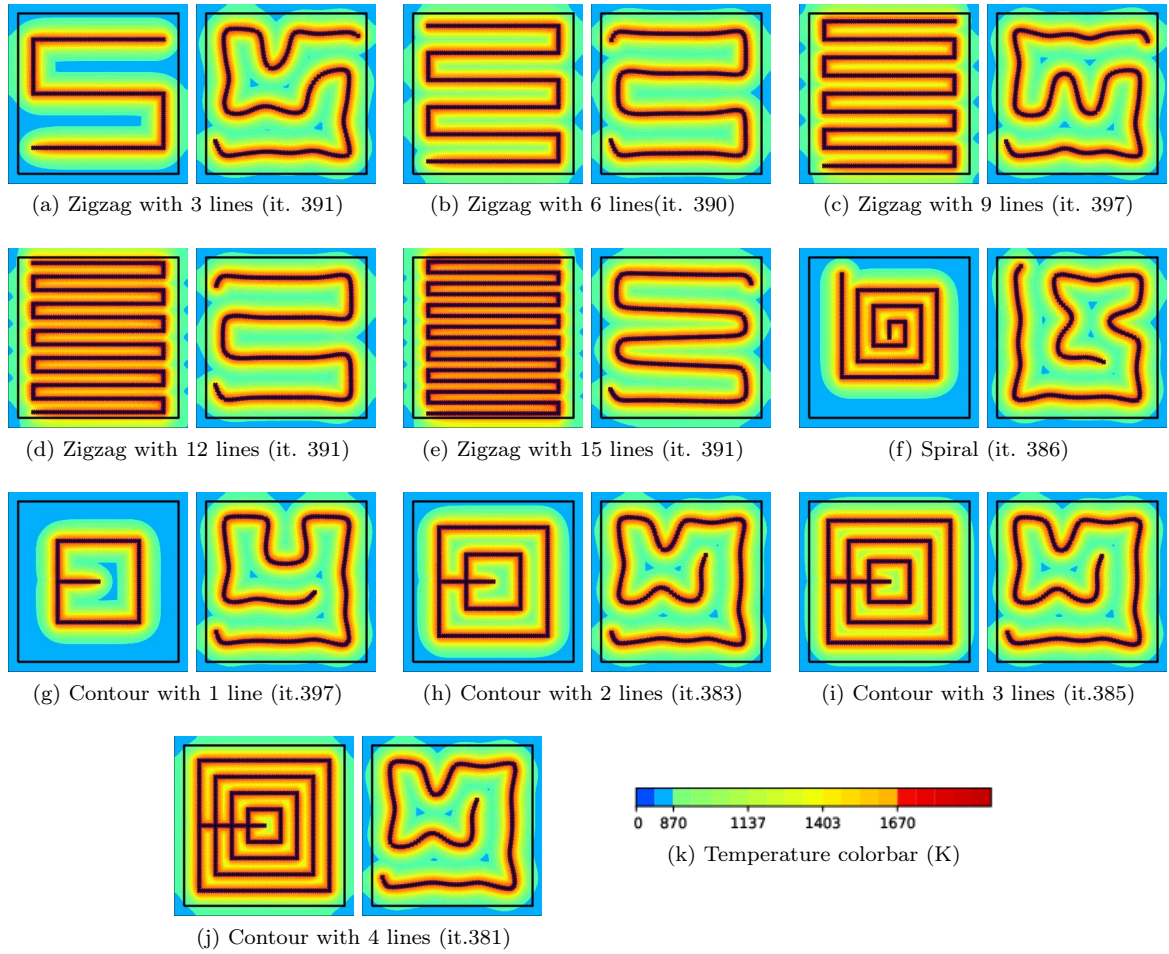 (a) Zigzag with 3 lines (it. 391)
(b) Zigzag with 6 lines(it. 390)
(c) Zigzag with 9 lines (it. 397)
(d) Zigzag with 12 lines (it. 391)
(e) Zigzag with 15 lines (it. 391)
(f) Spiral (it. 386)
(g) Contour with 1 line (it.397)
(h) Contour with 2 lines (it.383)
(i) Contour with 3 lines (it.385)
0 870 1137 1403 1670
(k) Temperature colorbar (K)
(j) Contour with 4 lines (it.381)